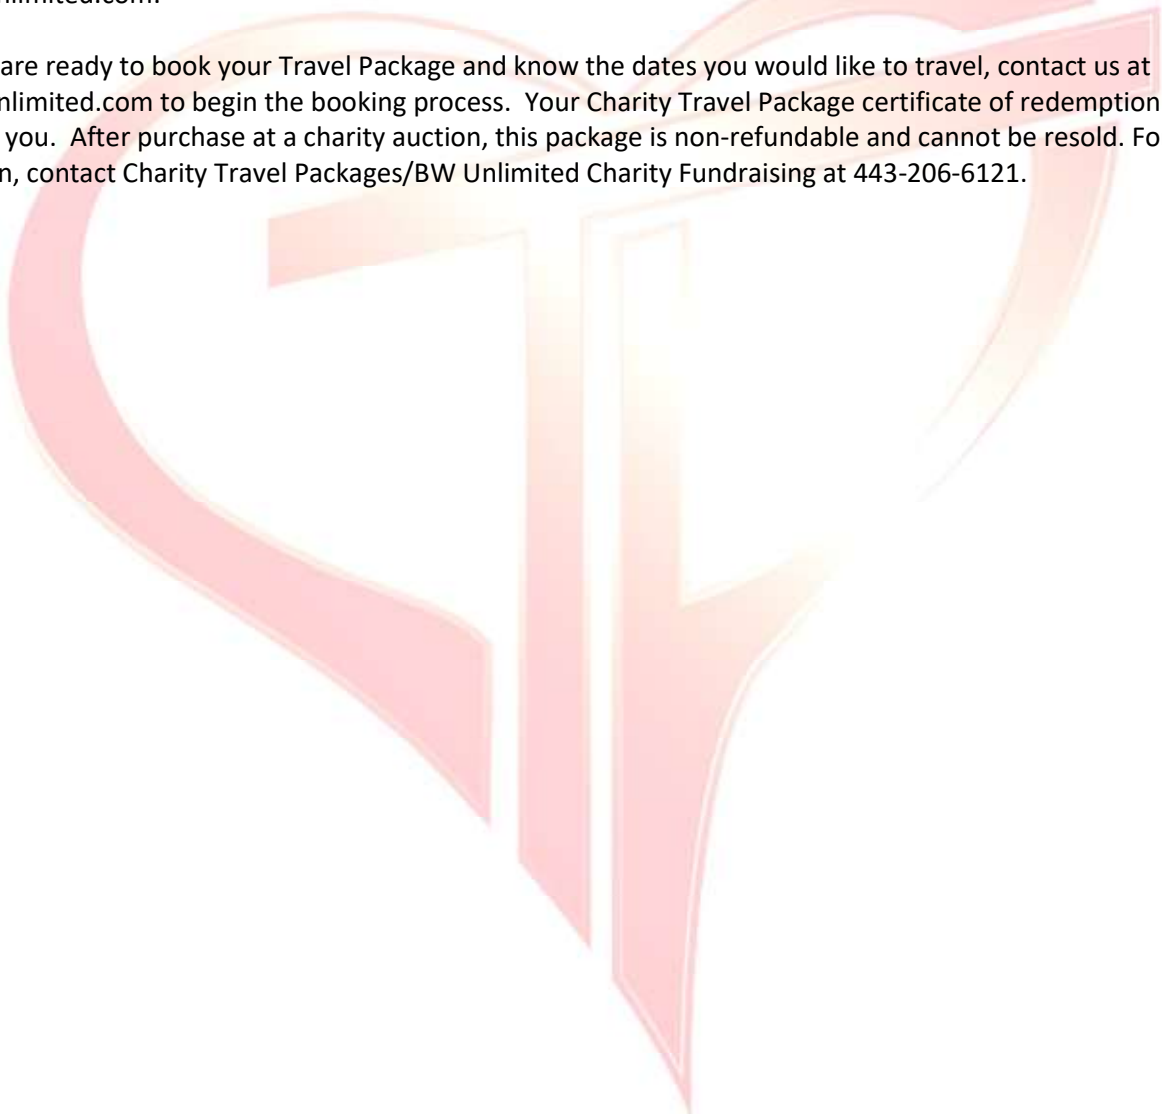 nlimited.com.
are ready to book your Travel Package and know the dates you would like to travel, contact us at
nlimited.com to begin the booking process.  Your Charity Travel Package certificate of redemption
you.  After purchase at a charity auction, this package is non-refundable and cannot be resold. Fo
n, contact Charity Travel Packages/BW Unlimited Charity Fundraising at 443-206-6121.